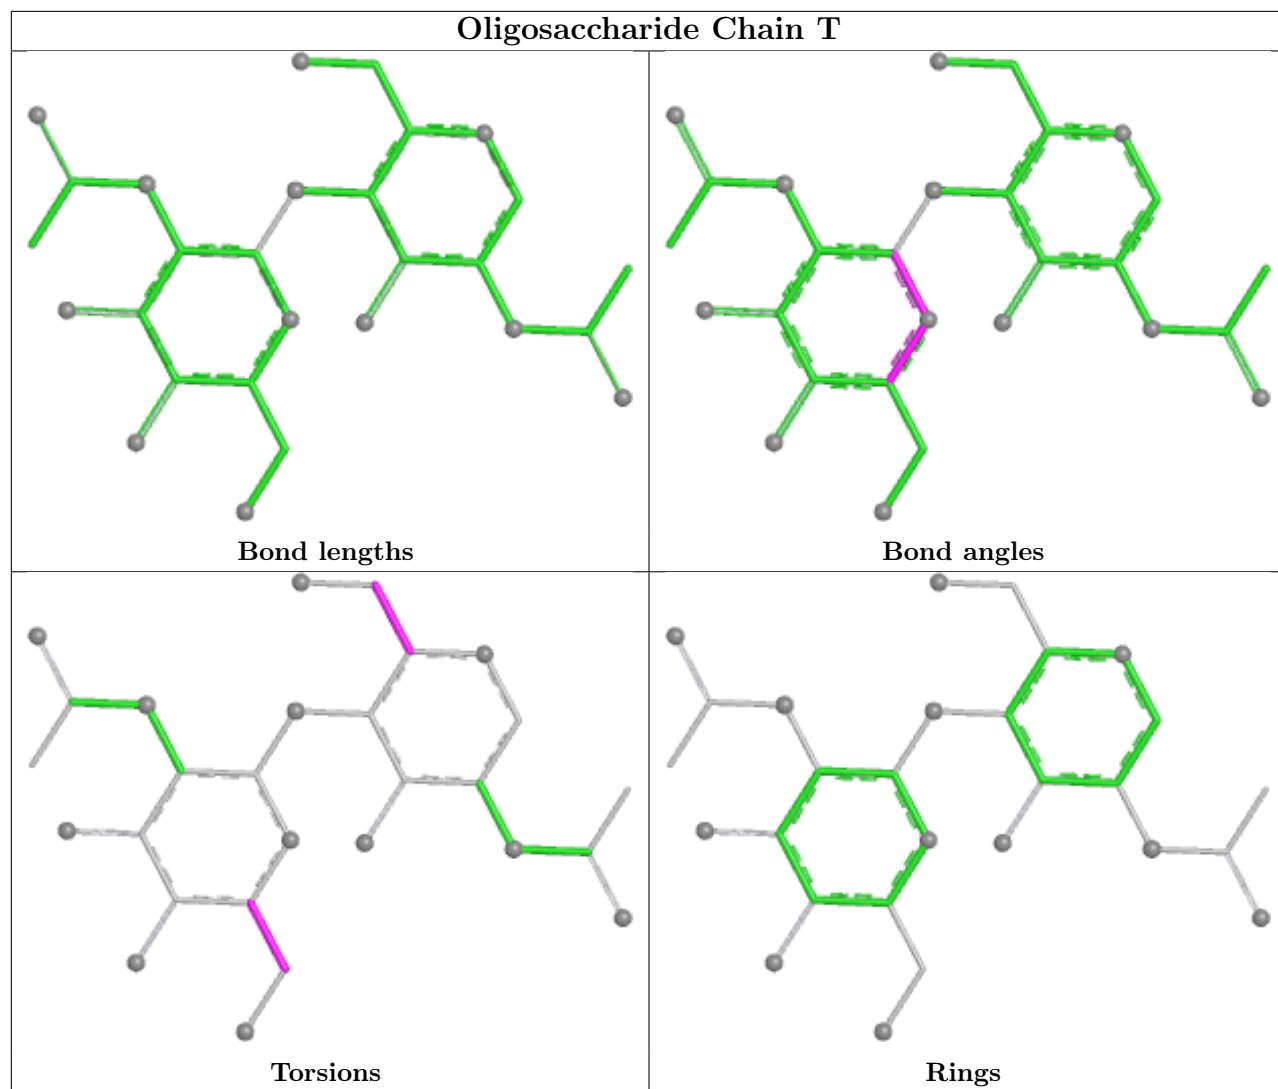 Oligosaccharide Chain T
Bond lengths
Bond angles
Torsions
Rings